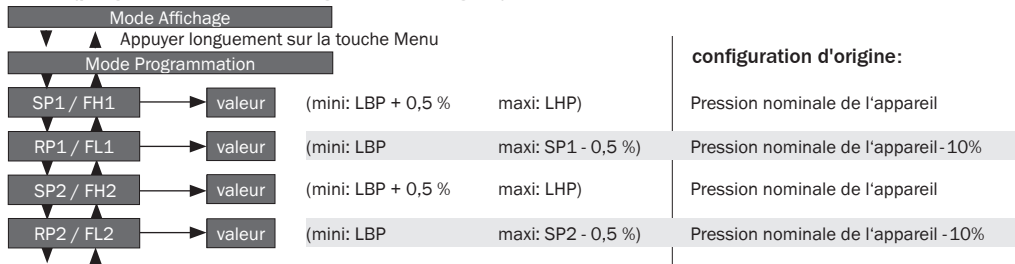 Mode Affichage
Appuyer longuement sur la touche Menu
Mode Programmation
configuration d'origine:
SP1 / FH1 valeur (mini: LBP + 0,5 % maxi: LHP) Pression nominale de l'appareil
RP1 / FL1 valeur (mini: LBP maxi: SP1 - 0,5 %) Pression nominale de l'appareil -10%
SP2 / FH2 valeur (mini: LBP + 0,5 % maxi: LHP) Pression nominale de l'appareil
RP2 / FL2 valeur (mini: LBP maxi: SP2 - 0,5 %) Pression nominale de l'appareil -10%